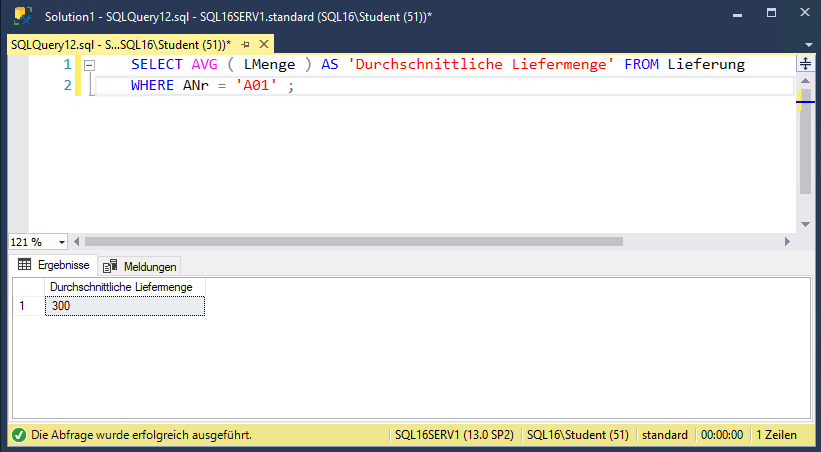 Solution1 - SQLQuery12.sql - SQL16SERV1.standard (SQL16\Student (51))*
SQLQuery12.sql - S...SQL16\Student (51))*
1 SELECT AVG ( LMenge ) AS 'Durchschnittliche Liefermenge' FROM Lieferung
2 WHERE ANr = 'A01' ;
121 %
Ergebnisse Meldungen
Durchschnittliche Liefermenge
1 300
Die Abfrage wurde erfolgreich ausgeführt. SQL16SERV1 (13.0 SP2) SQL16\Student (51) standard 00:00:00 1 Zeilen